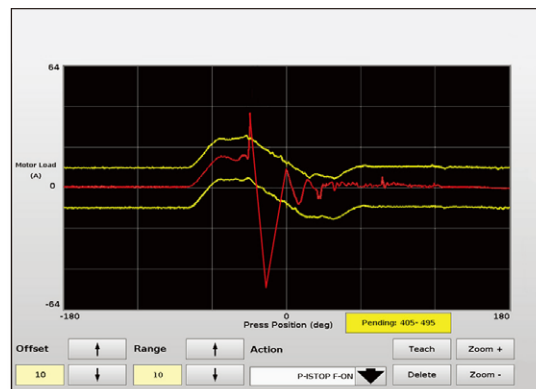 64
Motor Load
(A)
0
-64
-180
0
180
Press Position (deg)
Pending: 405- 495
Offset
Range
Action
Teach
Zoom +
10
10
P-ISTOP F-ON
Delete
Zoom -